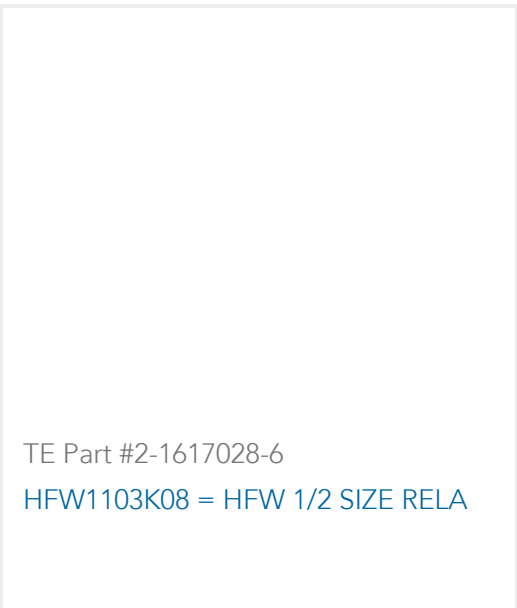 TE Part #2-1617028-6
HFW1103K08 = HFW 1/2 SIZE RELA